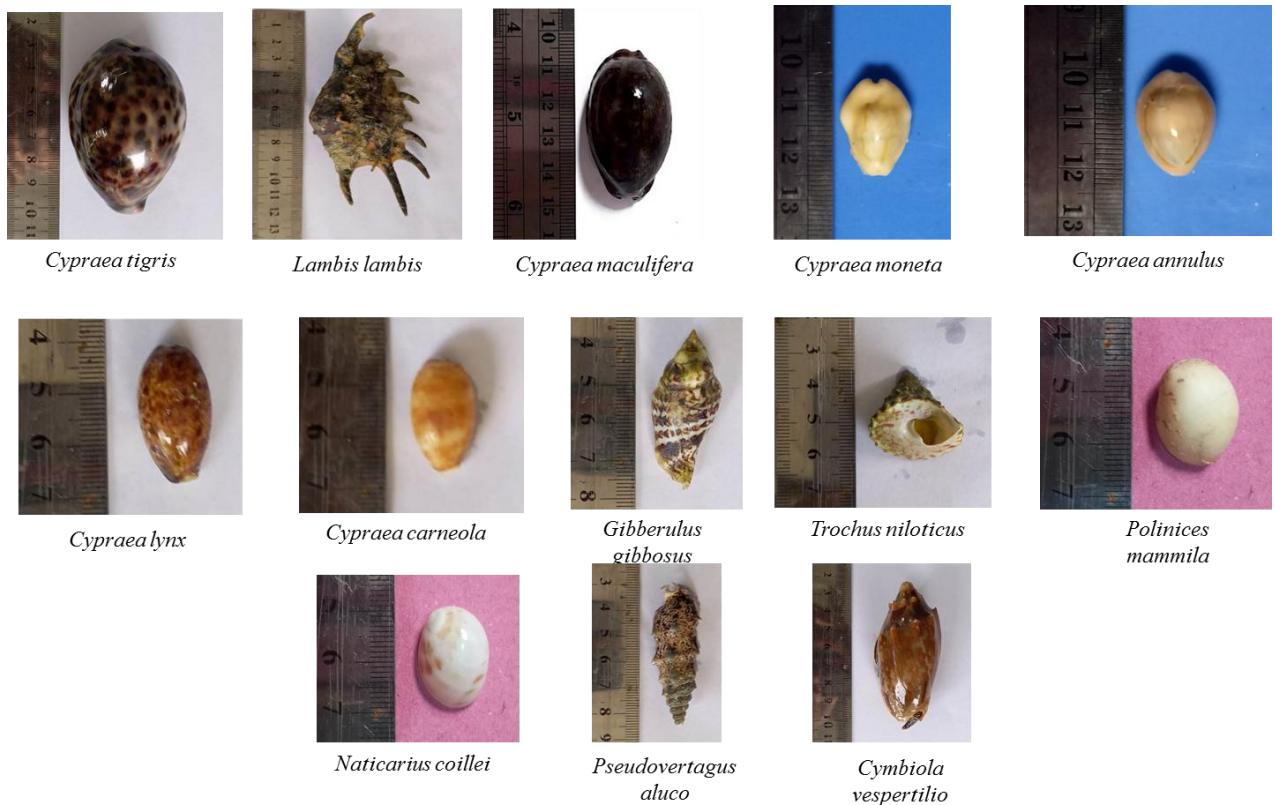 Cypraea tigris
Lambis lambis
Cypraea maculifera
Cypraea moneta
Cypraea annulus
Cypraea lynx
Cypraea carneola
Gibberulus
gibbosus
Trochus niloticus
Polinices
mammila
Naticarius coillei
Pseudovertagus
aluco
Cymbiola
vespertilio